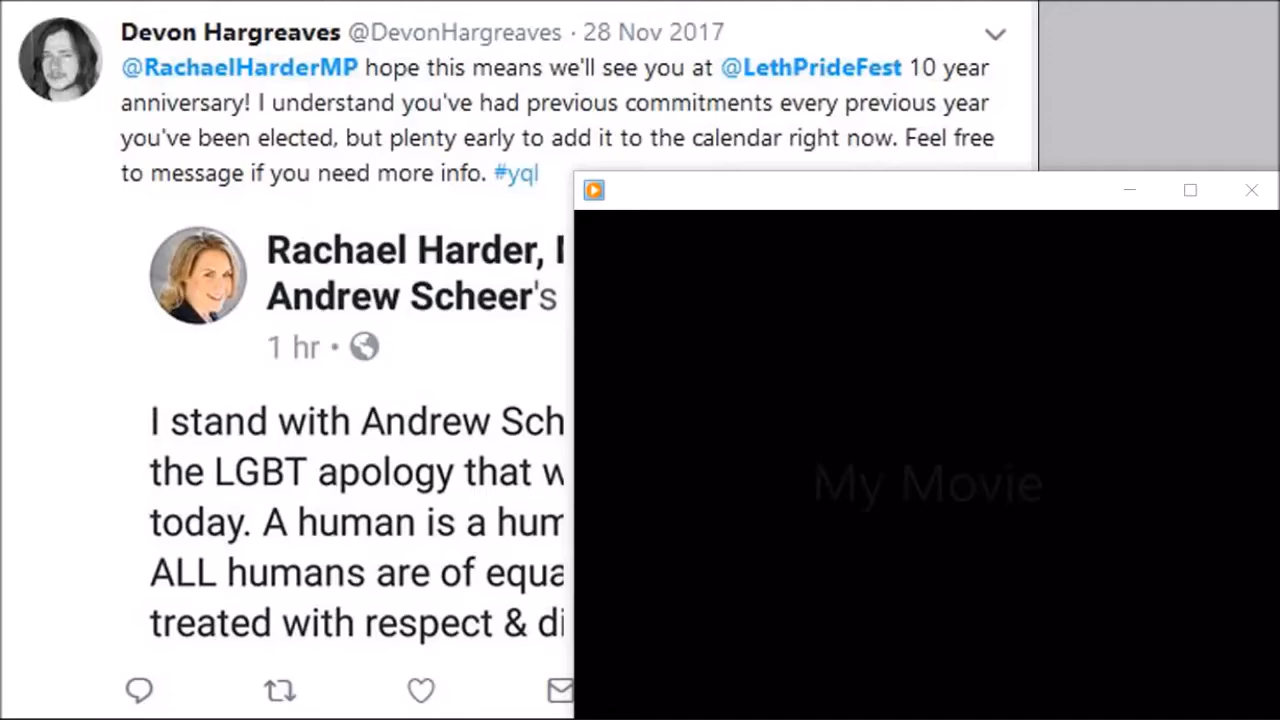 Devon Hargreaves @DevonHargreaves · 28 Nov 2017
@RachaelHarderMP hope this means we'll see you at @LethPrideFest 10 year
anniversary! I understand you've had previous commitments every previous year
you've been elected, but plenty early to add it to the calendar right now. Feel free
to message if you need more info. #yql
Rachael Harder,
Andrew Scheer's
1 hr •
I stand with Andrew Sch
the LGBT apology that w
today. A human is a hum
ALL humans are of equa
treated with respect & di
My Movie